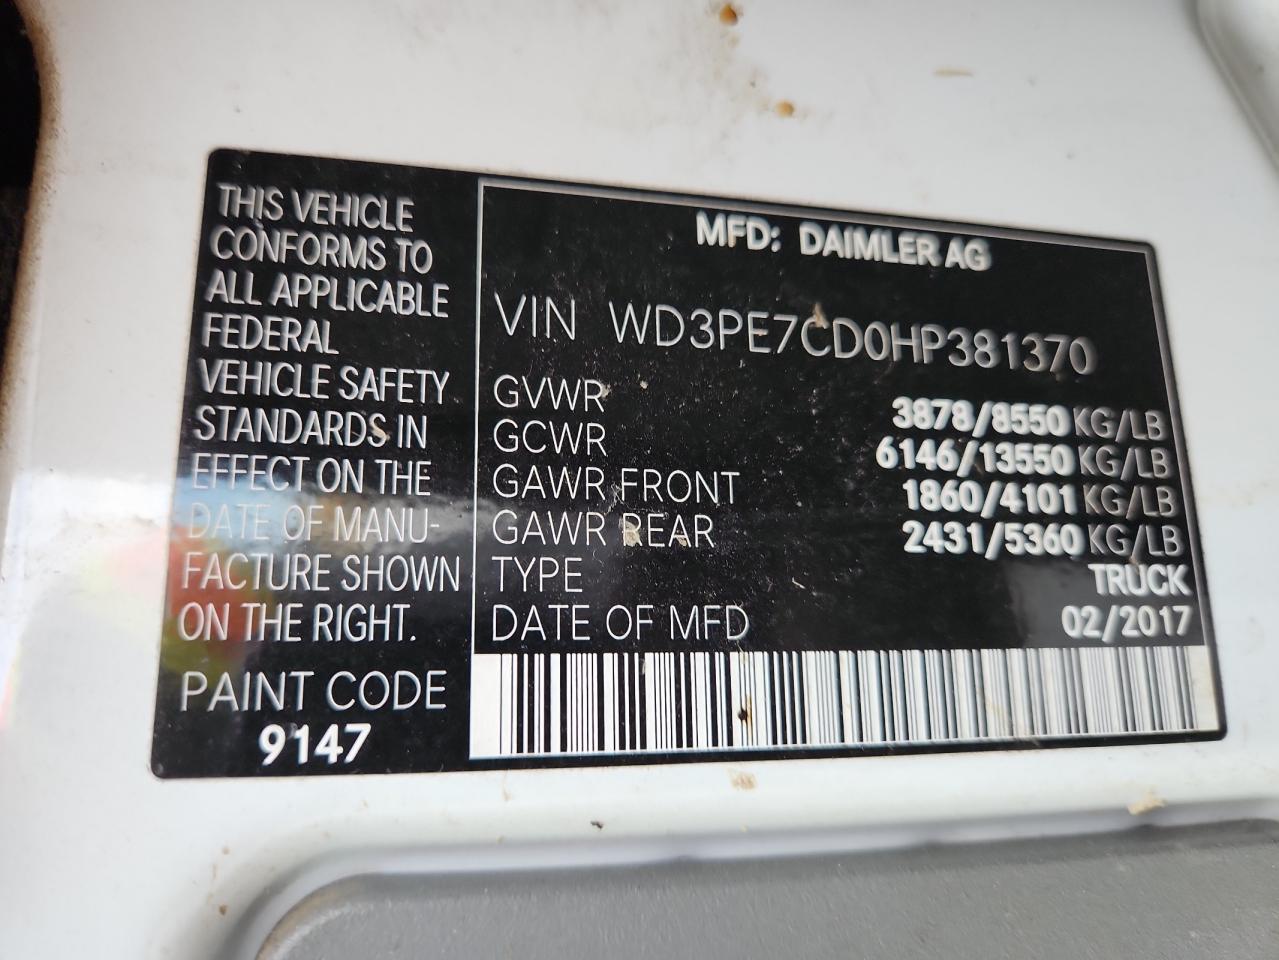 THIS VEHICLE
CONFORMS TO
ALL APPLICABLE
FEDERAL
VEHICLE SAFETY
STANDARDS IN
EFFECT ON THE
DATE OF MANU-
FACTURE SHOWN
ON THE RIGHT.
PAINT CODE
9147
MFD: DAIMLER AG
VIN WD3PE7CD0HP381370
GVWR 3878/8550 KG/LB
GCWR 6146/13550 KG/LB
GAWR FRONT 1860/4101 KG/LB
GAWR REAR 2431/5360 KG/LB
TYPE TRUCK
DATE OF MFD 02/2017